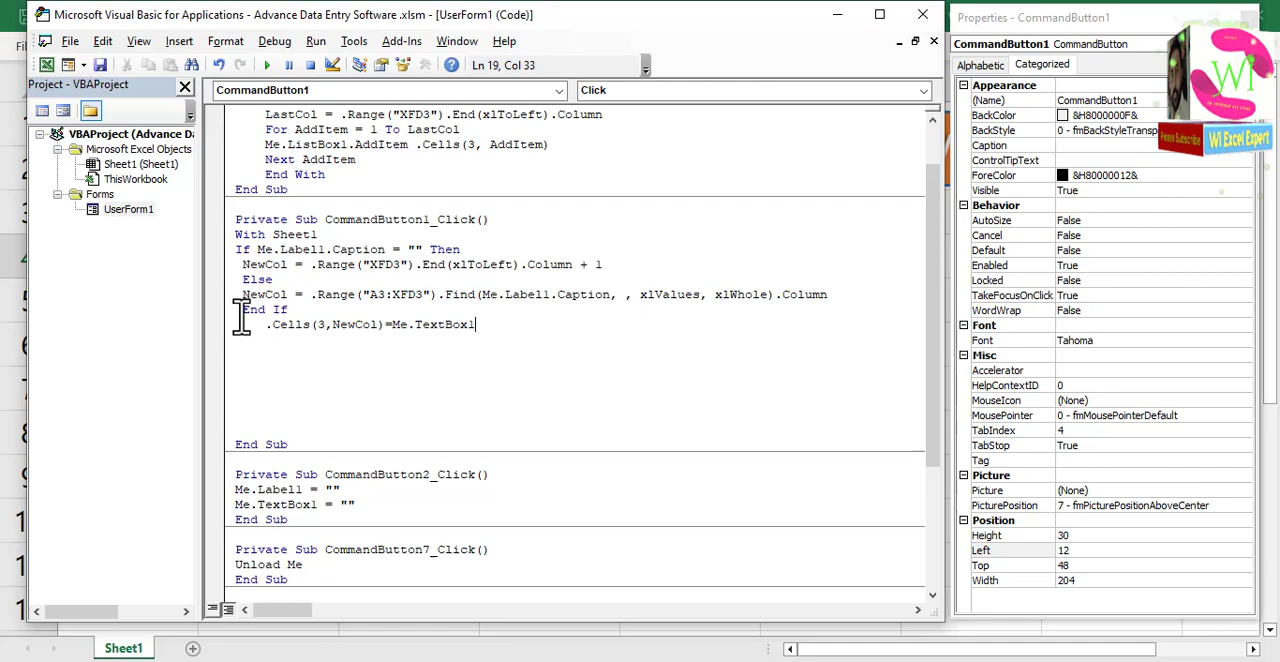 Microsoft Visual Basic for Applications - Advance Data Entry Software .xlsm - [UserForm1 (Code)]
File Edit View Insert Format Debug Run Tools Add-Ins Window Help
Ln 19, Col 33
Project - VBAProject
VBAProject (Advance Da
Microsoft Excel Objects
Sheet1 (Sheet1)
ThisWorkbook
Forms
UserForm1
CommandButton1
Click
LastCol = .Range("XFD3").End(xlToLeft).Column
For AddItem = 1 To LastCol
Me.ListBox1.AddItem .Cells(3, AddItem)
Next AddItem
End With
End Sub
Private Sub CommandButton1_Click()
With Sheet1
If Me.Label1.Caption = "" Then
NewCol = .Range("XFD3").End(xlToLeft).Column + 1
Else
NewCol = .Range("A3:XFD3").Find(Me.Label1.Caption, , xlValues, xlWhole).Column
End If
.Cells(3,NewCol)=Me.TextBox1
End Sub
Private Sub CommandButton2_Click()
Me.Label1 = ""
Me.TextBox1 = ""
End Sub
Private Sub CommandButton7_Click()
Unload Me
End Sub
Properties - CommandButton1
CommandButton1 CommandButton
Alphabetic Categorized
Appearance
(Name) CommandButton1
BackColor &H8000000F&
BackStyle 0 - fmBackStyleTransp
Caption
ControlTipText
ForeColor &H80000012&
Visible True
Behavior
AutoSize False
Cancel False
Default False
Enabled True
Locked False
TakeFocusOnClick True
WordWrap False
Font
Font Tahoma
Misc
Accelerator
HelpContextID 0
MouseIcon (None)
MousePointer 0 - fmMousePointerDefault
TabIndex 4
TabStop True
Tag
Picture
Picture (None)
PicturePosition 7 - fmPicturePositionAboveCenter
Position
Height 30
Left 12
Top 48
Width 204
Wi
Please Subscribe
Wi Excel Expert
Sheet1